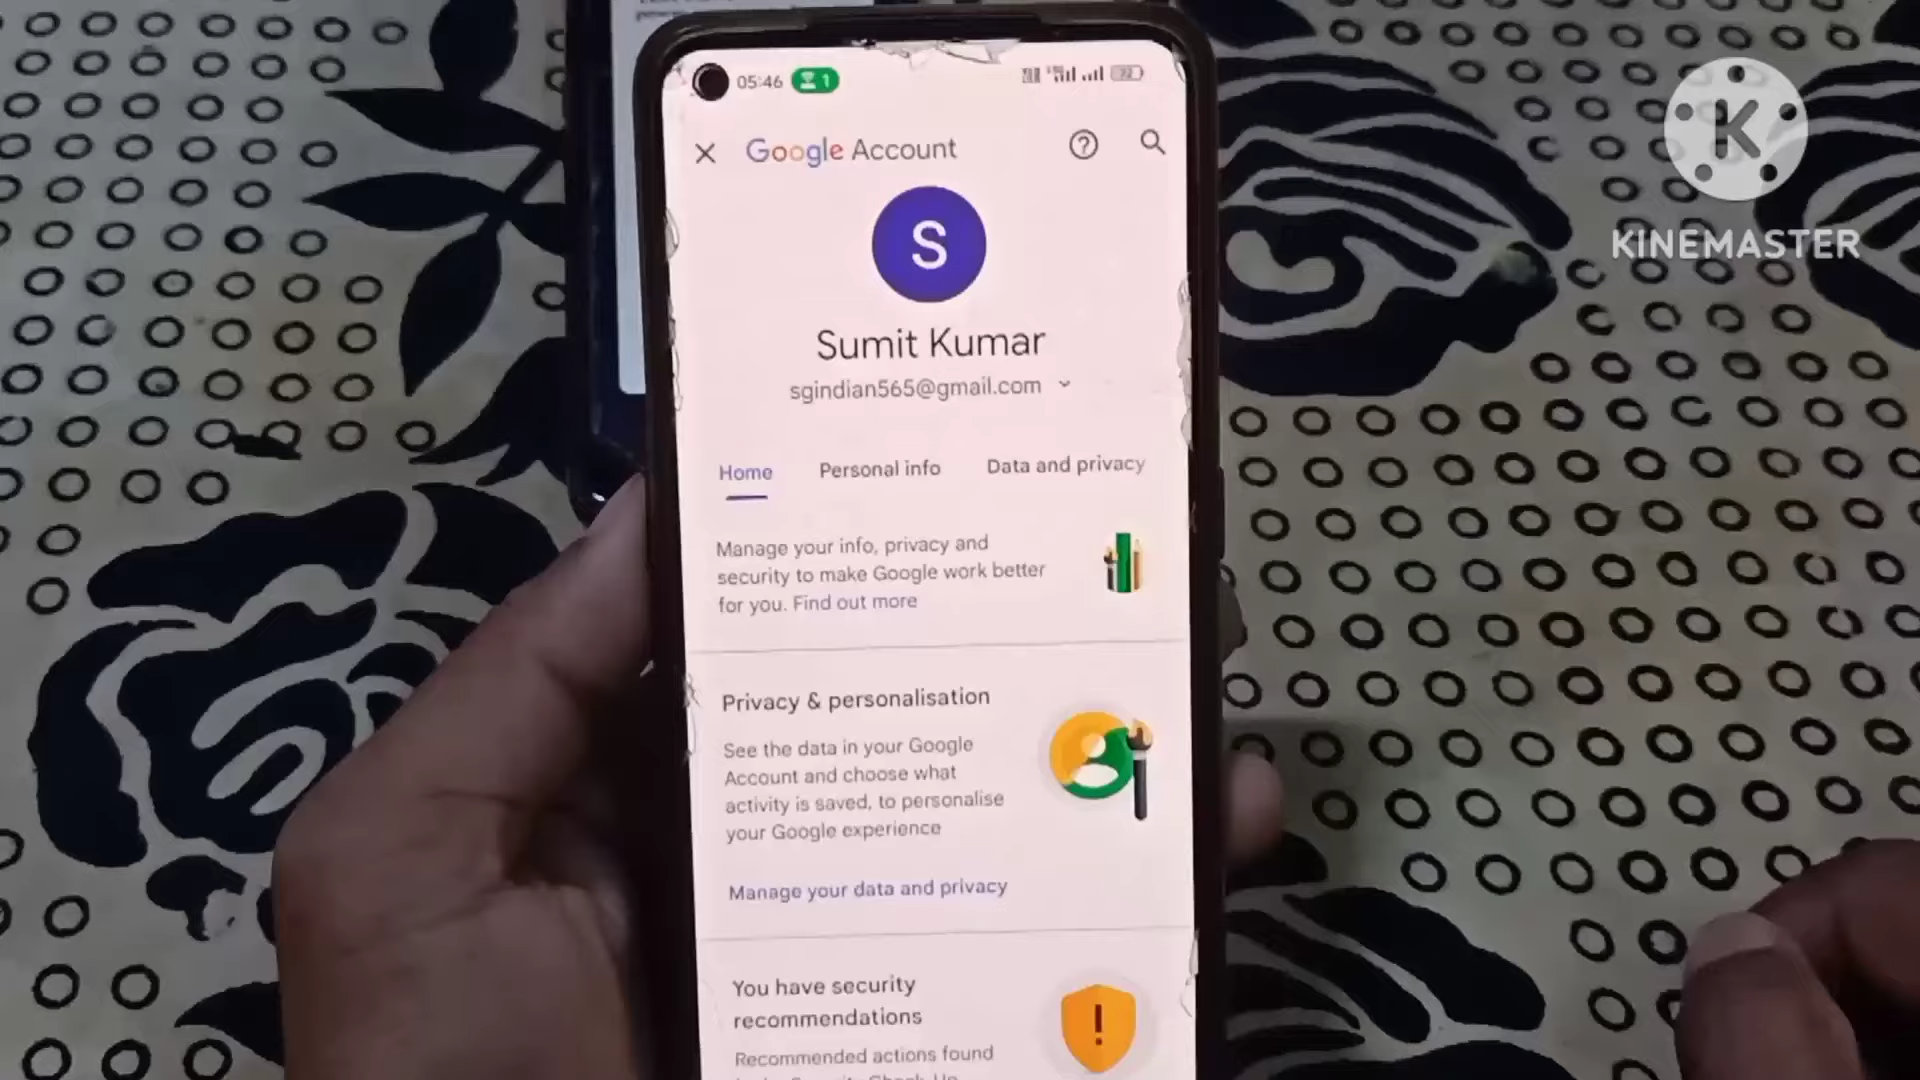 05:46 1
Google Account
S
Sumit Kumar
sgindian565@gmail.com
Home Personal info Data and privacy
Manage your info, privacy and
security to make Google work better
for you. Find out more
Privacy & personalisation
See the data in your Google
Account and choose what
activity is saved, to personalise
your Google experience
Manage your data and privacy
You have security
recommendations
Recommended actions found
K
KINEMASTER